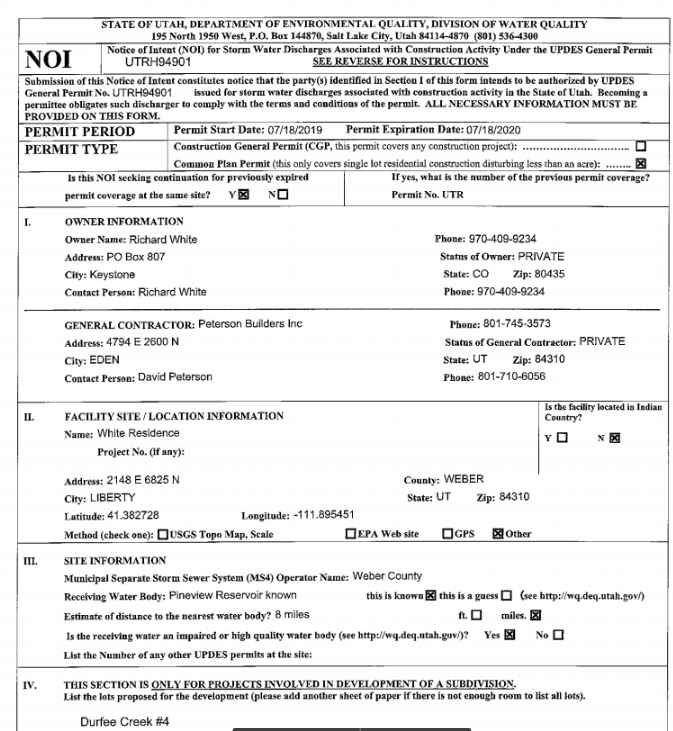 STATE OF UTAH, DEPARTMENT OF ENVIRONMENTAL QUALITY, DIVISION OF WATER QUALITY
195 North 1950 West, P.O. Box 144870, Salt Lake City, Utah 84114-4870 (801) 536-4300
NOI
Notice of Intent (NOI) for Storm Water Discharges Associated with Construction Activity Under the UPDES General Permit
UTRH94901 SEE REVERSE FOR INSTRUCTIONS
Submission of this Notice of Intent constitutes notice that the party(s) identified in Section I of this form intends to be authorized by UPDES
General Permit No. UTRH94901 issued for storm water discharges associated with construction activity in the State of Utah. Becoming a
permittee obligates such discharger to comply with the terms and conditions of the permit. ALL NECESSARY INFORMATION MUST BE
PROVIDED ON THIS FORM.
PERMIT PERIOD Permit Start Date: 07/18/2019 Permit Expiration Date: 07/18/2020
PERMIT TYPE Construction General Permit (CGP, this permit covers any construction project): ................................ ☐
Common Plan Permit (this only covers single lot residential construction disturbing less than an acre): ........ ☒
Is this NOI seeking continuation for previously expired
permit coverage at the same site? Y ☒ N ☐
If yes, what is the number of the previous permit coverage?
Permit No. UTR
I. OWNER INFORMATION
Owner Name: Richard White Phone: 970-409-9234
Address: PO Box 807 Status of Owner: PRIVATE
City: Keystone State: CO Zip: 80435
Contact Person: Richard White Phone: 970-409-9234
GENERAL CONTRACTOR: Peterson Builders Inc Phone: 801-745-3573
Address: 4794 E 2600 N Status of General Contractor: PRIVATE
City: EDEN State: UT Zip: 84310
Contact Person: David Peterson Phone: 801-710-6056
II. FACILITY SITE / LOCATION INFORMATION
Name: White Residence
Project No. (if any):
Is the facility located in Indian
Country?
Y ☐ N ☒
Address: 2148 E 6825 N County: WEBER
City: LIBERTY State: UT Zip: 84310
Latitude: 41.382728 Longitude: -111.895451
Method (check one): ☐ USGS Topo Map, Scale ☐ EPA Web site ☐ GPS ☒ Other
III. SITE INFORMATION
Municipal Separate Storm Sewer System (MS4) Operator Name: Weber County
Receiving Water Body: Pineview Reservoir known this is known ☒ this is a guess ☐ (see http://wq.deq.utah.gov/)
Estimate of distance to the nearest water body? 8 miles ft. ☐ miles. ☒
Is the receiving water an impaired or high quality water body (see http://wq.deq.utah.gov/)? Yes ☒ No ☐
List the Number of any other UPDES permits at the site:
IV. THIS SECTION IS ONLY FOR PROJECTS INVOLVED IN DEVELOPMENT OF A SUBDIVISION.
List the lots proposed for the development (please add another sheet of paper if there is not enough room to list all lots).
Durfee Creek #4